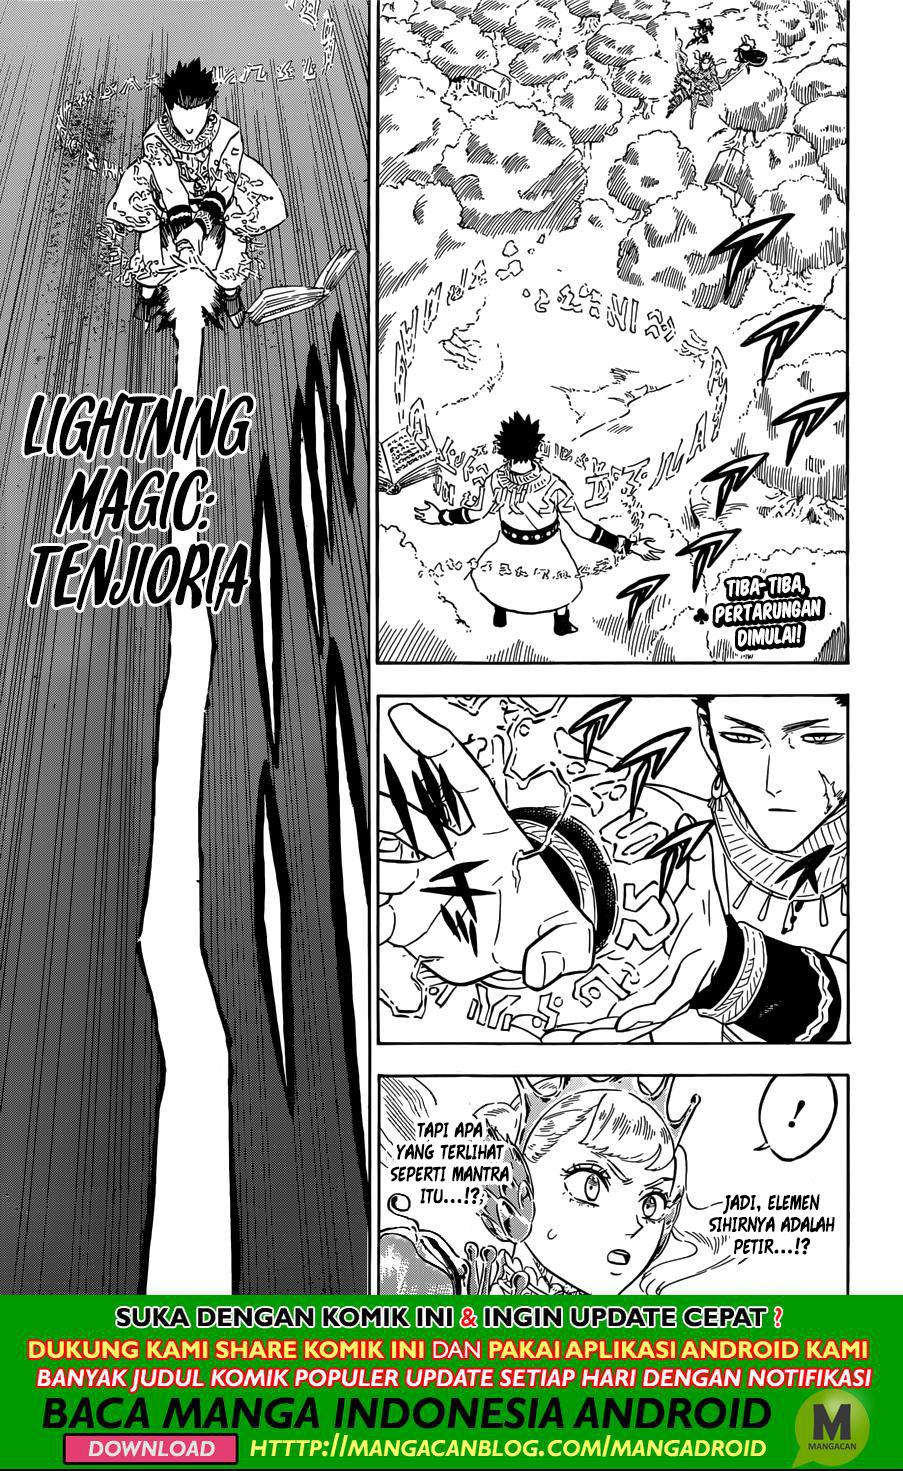 TIBA-TIBA,
PERTARUNGAN
DIMULAI!
!
JADI, ELEMEN
SIHIRNYA ADALAH
PETIR...!?
TAPI APA
YANG TERLIHAT
SEPERTI MANTRA
ITU...!?
LIGHTNING
MAGIC:
TENJIORIA
SUKA DENGAN KOMIK INI & INGIN UPDATE CEPAT ?
DUKUNG KAMI SHARE KOMIK INI DAN PAKAI APLIKASI ANDROID KAMI
BANYAK JUDUL KOMIK POPULER UPDATE SETIAP HARI DENGAN NOTIFIKASI
BACA MANGA INDONESIA ANDROID
DOWNLOAD HTTTP://MANGACANBLOG.COM/MANGADROID
M
MANGACAN